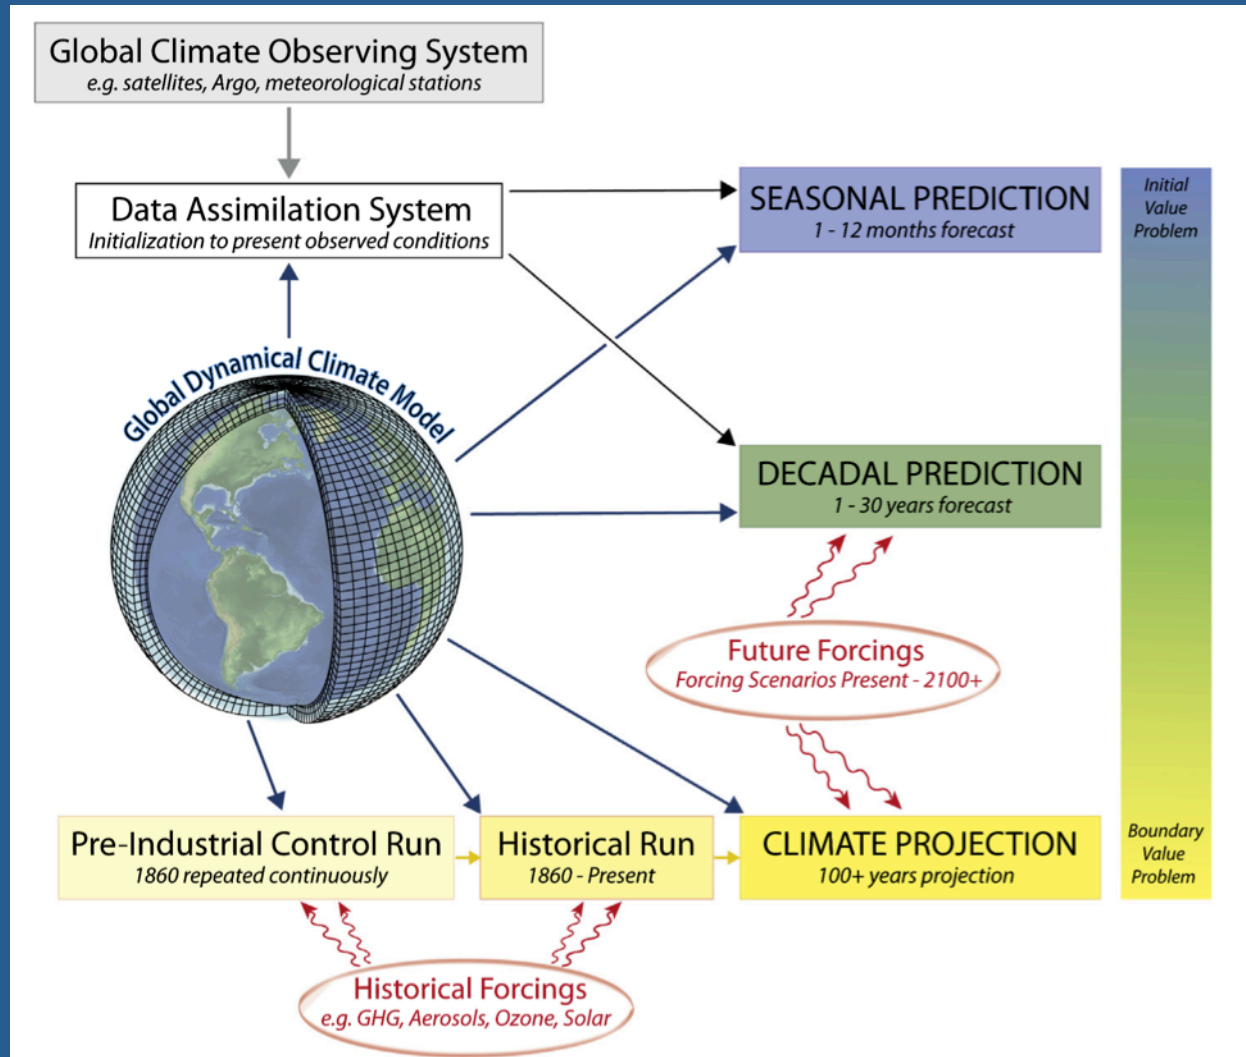 Global Climate Observing System
e.g. satellites, Argo, meteorological stations
Data Assimilation System
Initialization to present observed conditions
SEASONAL PREDICTION
1 - 12 months forecast
Initial
Value
Problem
Global Dynamical Climate Model
DECADAL PREDICTION
1 - 30 years forecast
Future Forcings
Forcing Scenarios Present - 2100+
Pre-Industrial Control Run
1860 repeated continuously
Historical Run
1860 - Present
CLIMATE PROJECTION
100+ years projection
Boundary
Value
Problem
Historical Forcings
e.g. GHG, Aerosols, Ozone, Solar